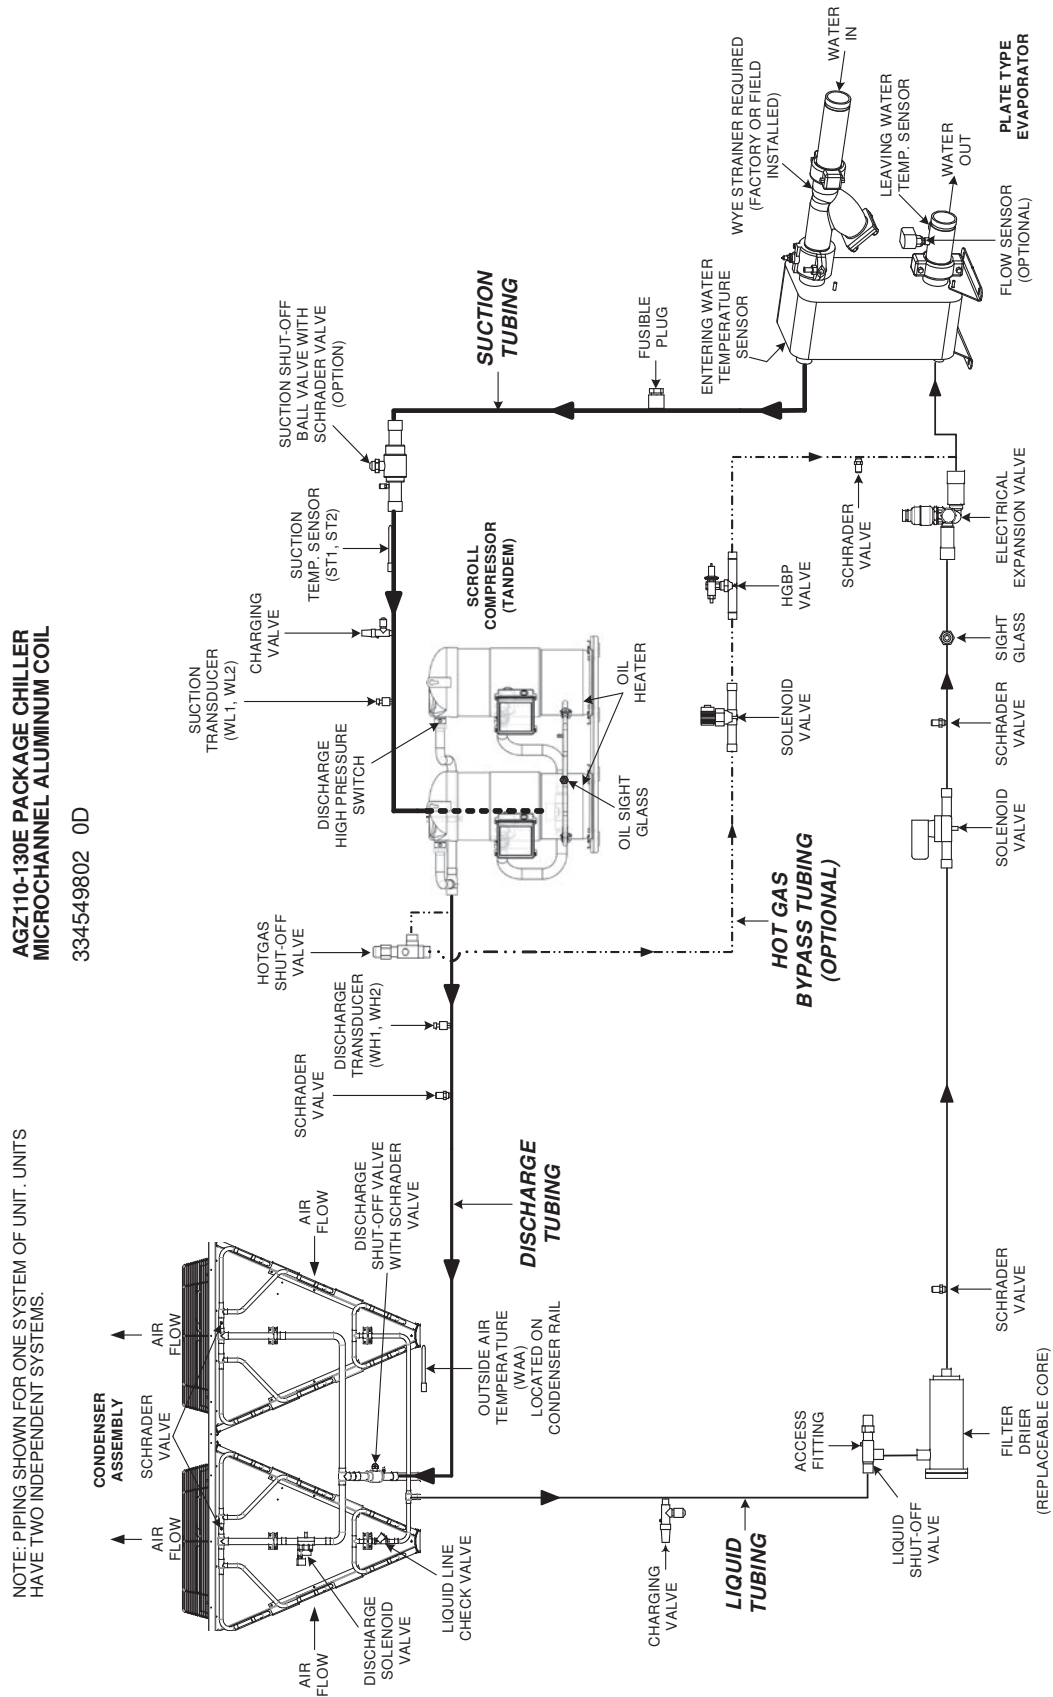 NOTE: PIPING SHOWN FOR ONE SYSTEM OF UNIT. UNITS
HAVE TWO INDEPENDENT SYSTEMS.
AGZ110-130E PACKAGE CHILLER
MICROCHANNEL ALUMINUM COIL
334549802  0D
CONDENSER
ASSEMBLY
AIR
FLOW
AIR
FLOW
SCHRADER
VALVE
AIR
FLOW
AIR
FLOW
DISCHARGE
SOLENOID
VALVE
LIQUID LINE
CHECK VALVE
OUTSIDE AIR
TEMPERATURE
(WAA)
LOCATED ON
CONDENSER RAIL
DISCHARGE
SHUT-OFF VALVE
WITH SCHRADER
VALVE
SCHRADER
VALVE
DISCHARGE
TRANSDUCER
(WH1, WH2)
HOTGAS
SHUT-OFF
VALVE
DISCHARGE
TUBING
SUCTION
TRANSDUCER
(WL1, WL2)
CHARGING
VALVE
SUCTION
TEMP. SENSOR
(ST1, ST2)
SUCTION SHUT-OFF
BALL VALVE WITH
SCHRADER VALVE
(OPTION)
DISCHARGE
HIGH PRESSURE
SWITCH
SCROLL
COMPRESSOR
(TANDEM)
OIL SIGHT
GLASS
OIL
HEATER
SUCTION
TUBING
FUSIBLE
PLUG
ENTERING WATER
TEMPERATURE
SENSOR
WYE STRAINER REQUIRED
(FACTORY OR FIELD
INSTALLED)
WATER
IN
LEAVING WATER
TEMP. SENSOR
WATER
OUT
FLOW SENSOR
(OPTIONAL)
PLATE TYPE
EVAPORATOR
HOT GAS
BYPASS TUBING
(OPTIONAL)
SOLENOID
VALVE
HGBP
VALVE
SCHRADER
VALVE
CHARGING
VALVE
LIQUID
TUBING
ACCESS
FITTING
LIQUID
SHUT-OFF
VALVE
FILTER
DRIER
(REPLACEABLE CORE)
SCHRADER
VALVE
SOLENOID
VALVE
SCHRADER
VALVE
SIGHT
GLASS
ELECTRICAL
EXPANSION VALVE